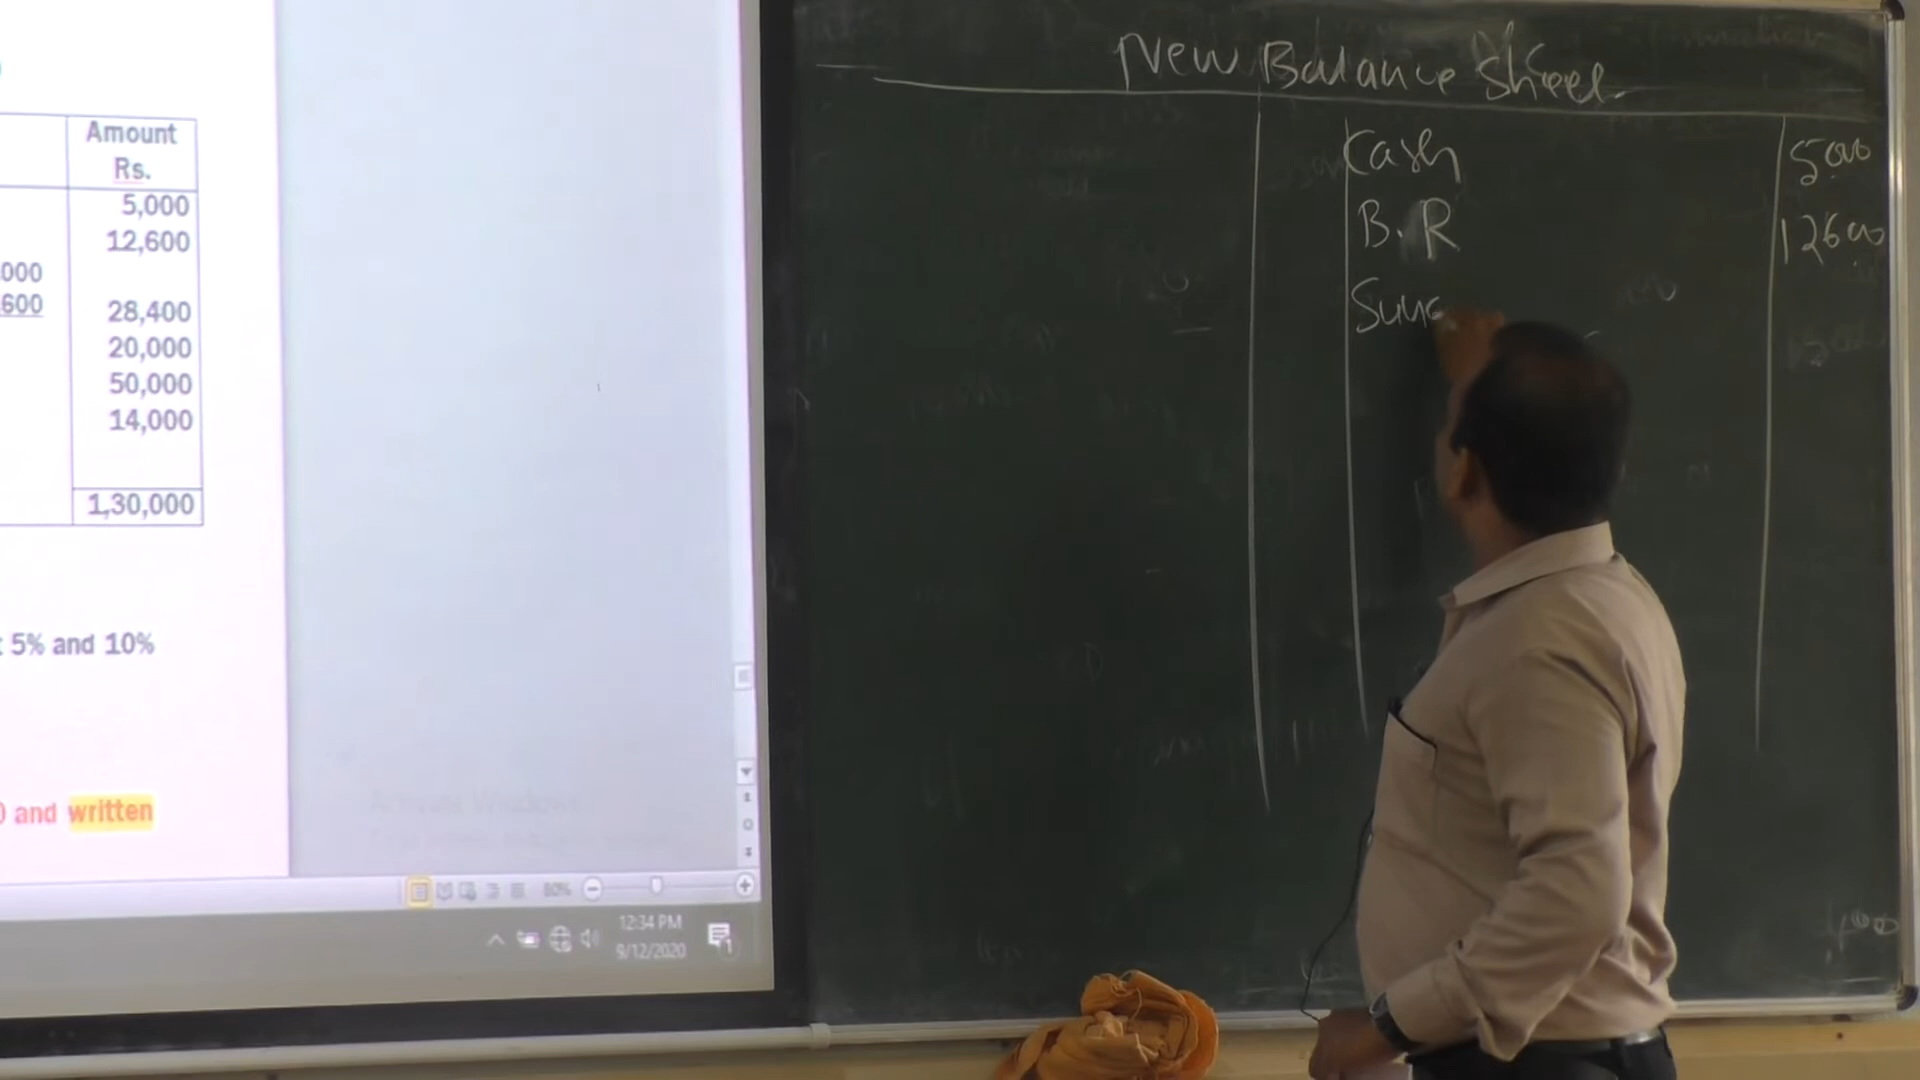 Amount
Rs.
5,000
12,600
000
600
28,400
20,000
50,000
14,000
1,30,000
5% and 10%
) and written
80%
12:34 PM
9/12/2020
New Balance Sheet
Cash 5000
B.R 12600